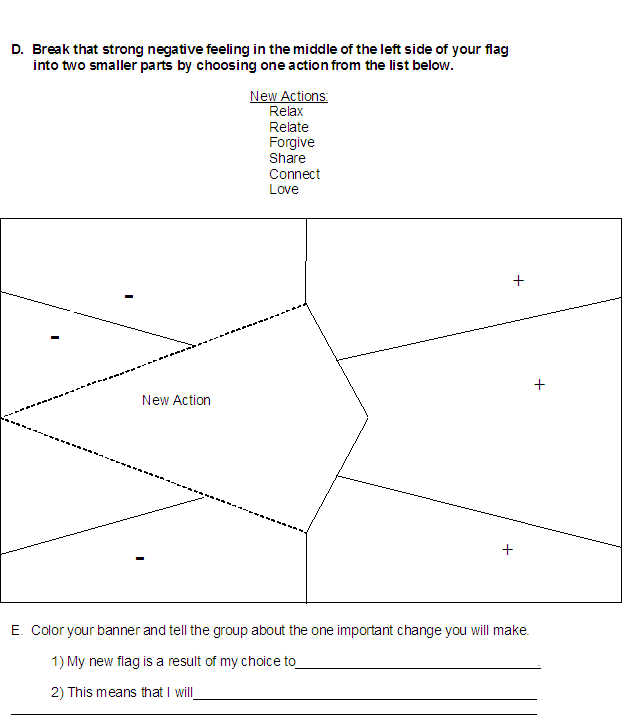 D. Break that strong negative feeling in the middle of the left side of your flag
into two smaller parts by choosing one action from the list below.
New Actions:
Relax
Relate
Forgive
Share
Connect
Love
-
+
-
+
New Action
-
+
E. Color your banner and tell the group about the one important change you will make.
1) My new flag is a result of my choice to___________________________________.
2) This means that I will_________________________________________________